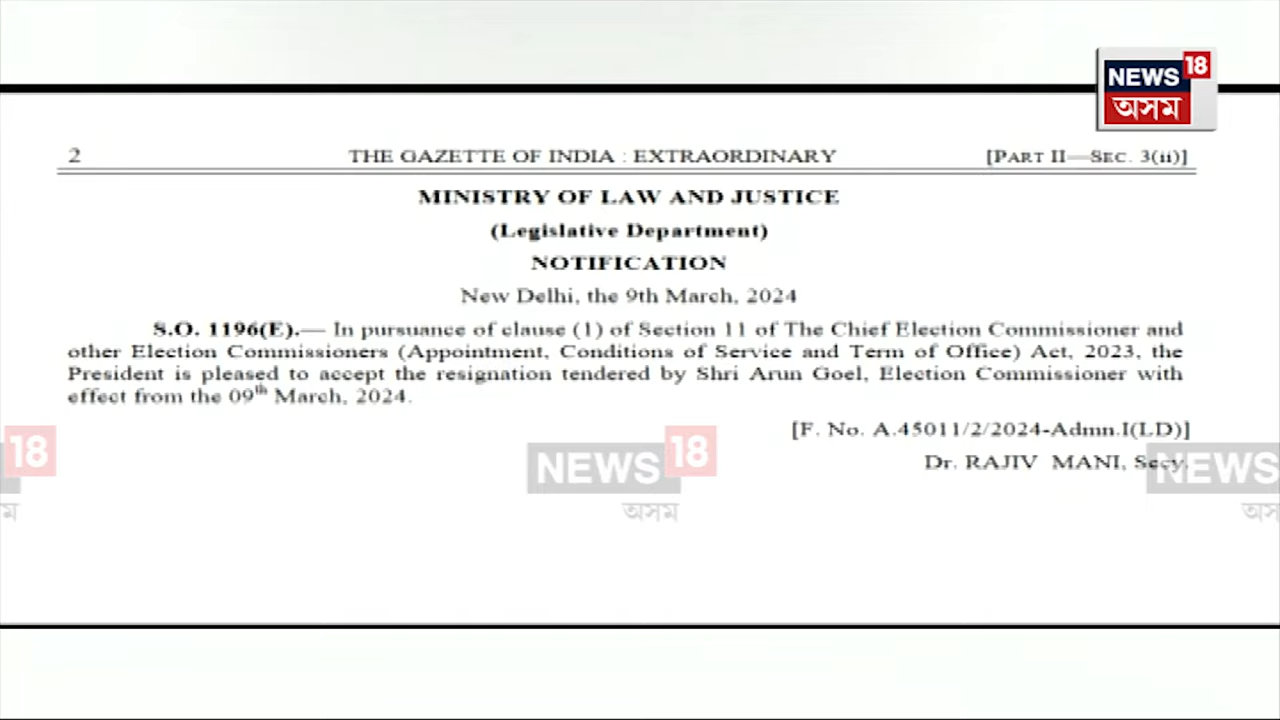 NEWS 18
অসম
2 THE GAZETTE OF INDIA : EXTRAORDINARY [PART II—SEC. 3(ii)]
MINISTRY OF LAW AND JUSTICE
(Legislative Department)
NOTIFICATION
New Delhi, the 9th March, 2024
S.O. 1196(E).— In pursuance of clause (1) of Section 11 of The Chief Election Commissioner and
other Election Commissioners (Appointment, Conditions of Service and Term of Office) Act, 2023, the
President is pleased to accept the resignation tendered by Shri Arun Goel, Election Commissioner with
effect from the 09th March, 2024.
[F. No. A.45011/2/2024-Admn.I(LD)]
Dr. RAJIV MANI, Secy.
18 NEWS 18 NEWS
ম অসম অস